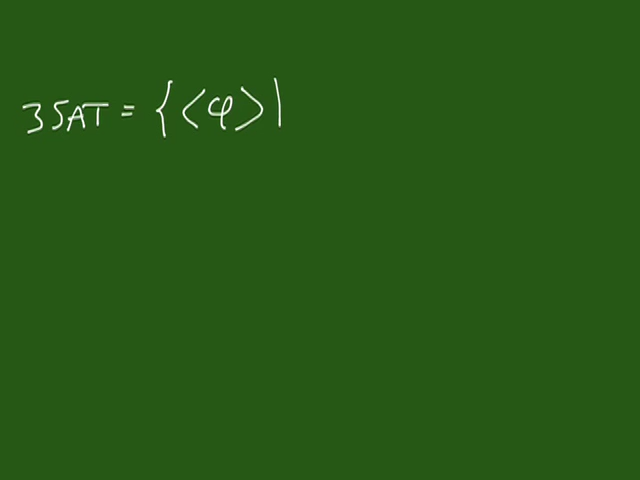 3SAT = { <φ> |